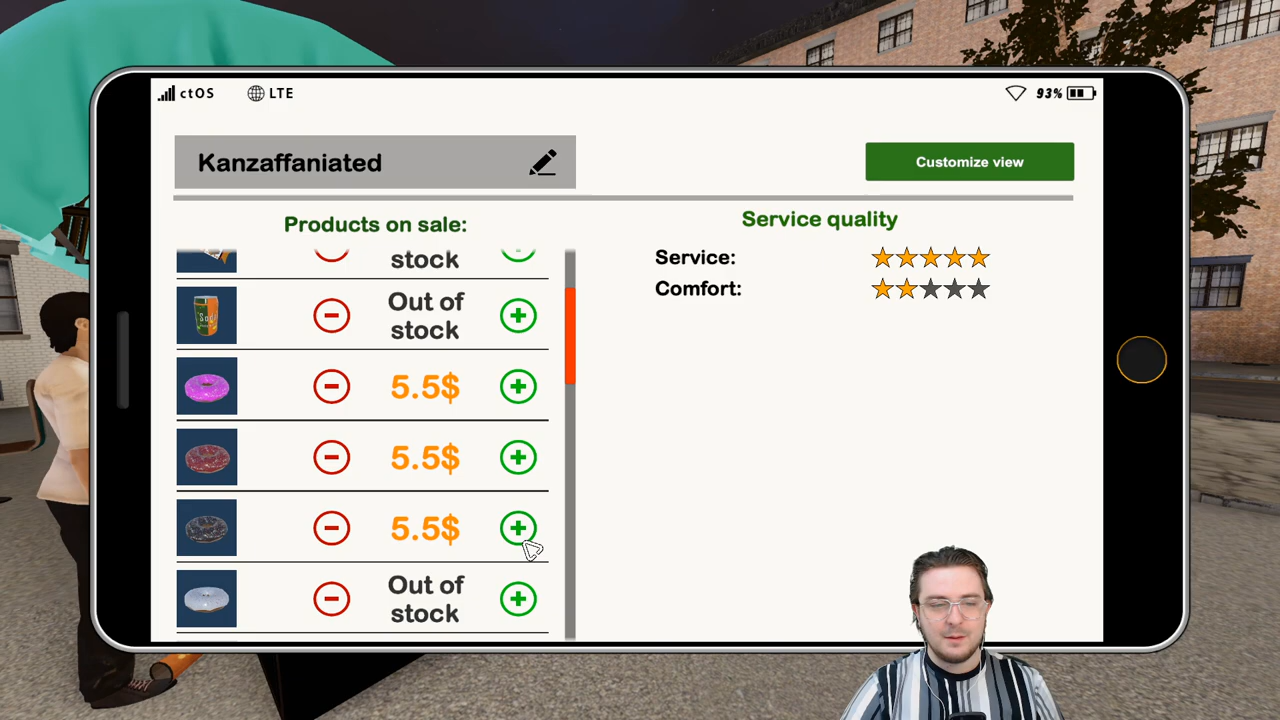 ctOS LTE 93%
Kanzaffaniated
Customize view
Products on sale:
Service quality
stock
Service:
Comfort:
Out of
stock
5.5$
5.5$
5.5$
Out of
stock